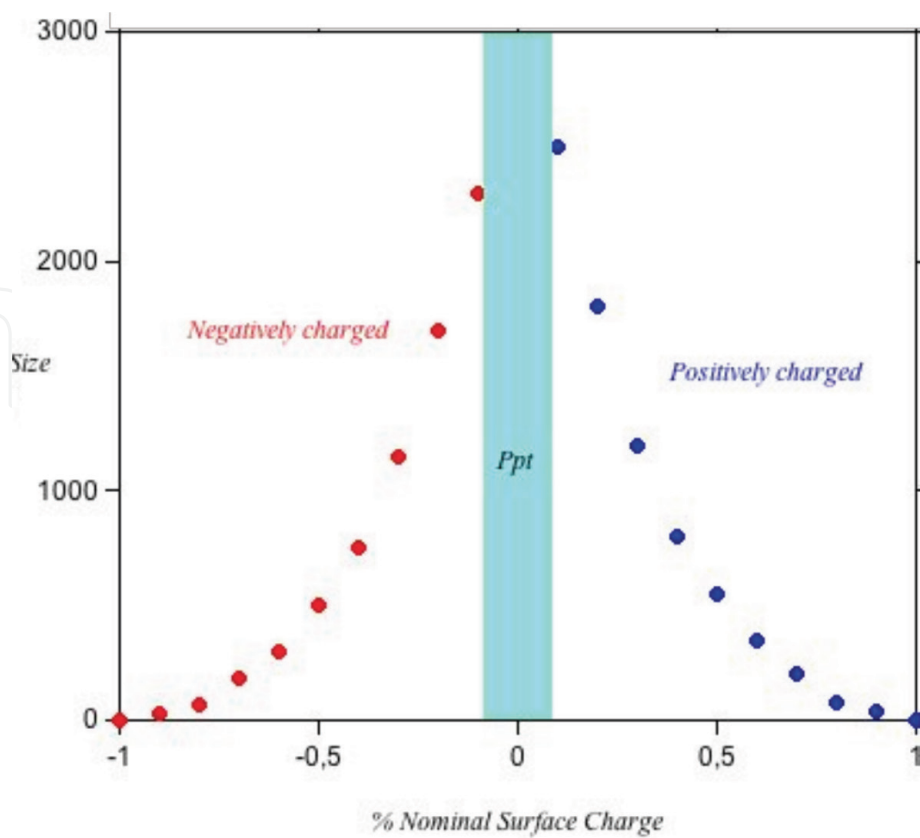 3000
2000
Negatively charged
Size
Positively charged
Ppt
1000
0
-1
-0,5
0
0,5
1
% Nominal Surface Charge